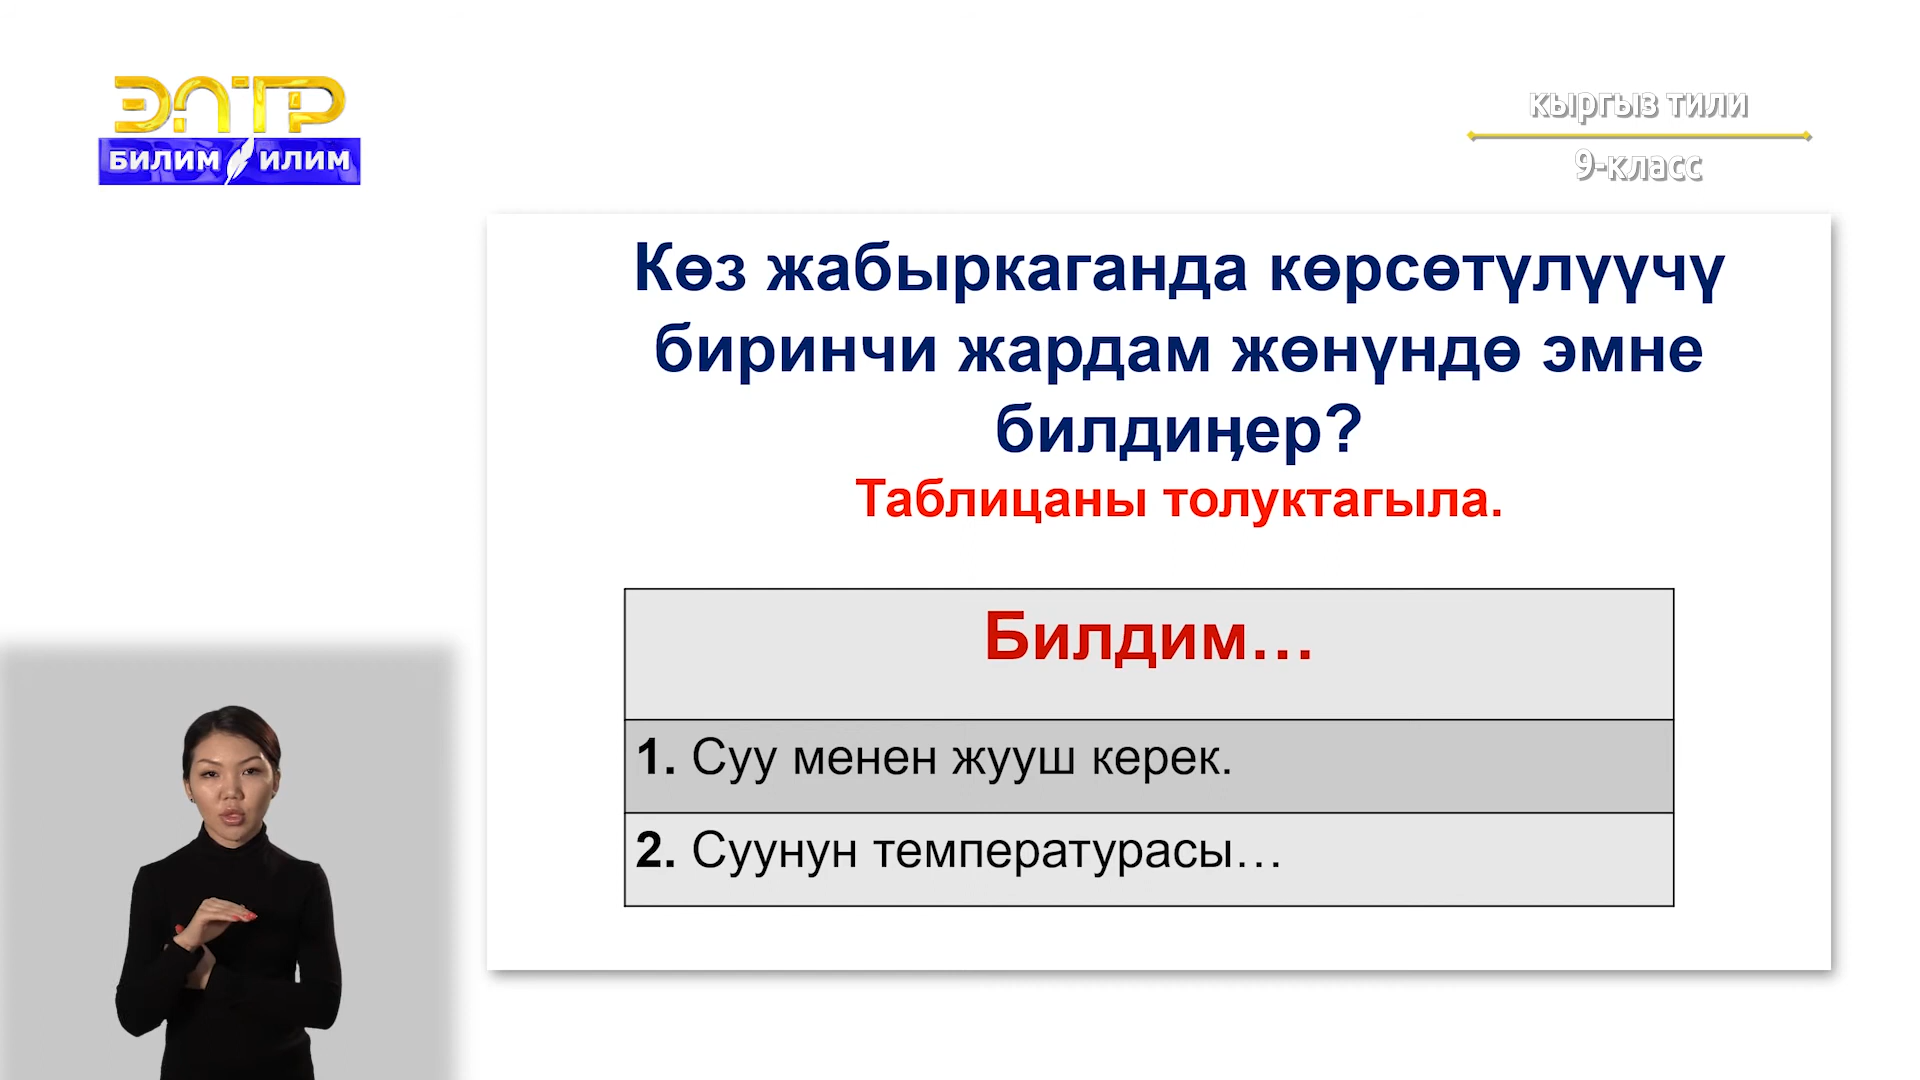 ЭЛТР
БИЛИМ ИЛИМ
кыргыз тили
9-класс
Көз жабыркаганда көрсөтүлүүчү
биринчи жардам жөнүндө эмне
билдиңер?
Таблицаны толуктагыла.
Билдим…
1. Суу менен жууш керек.
2. Суунун температурасы…